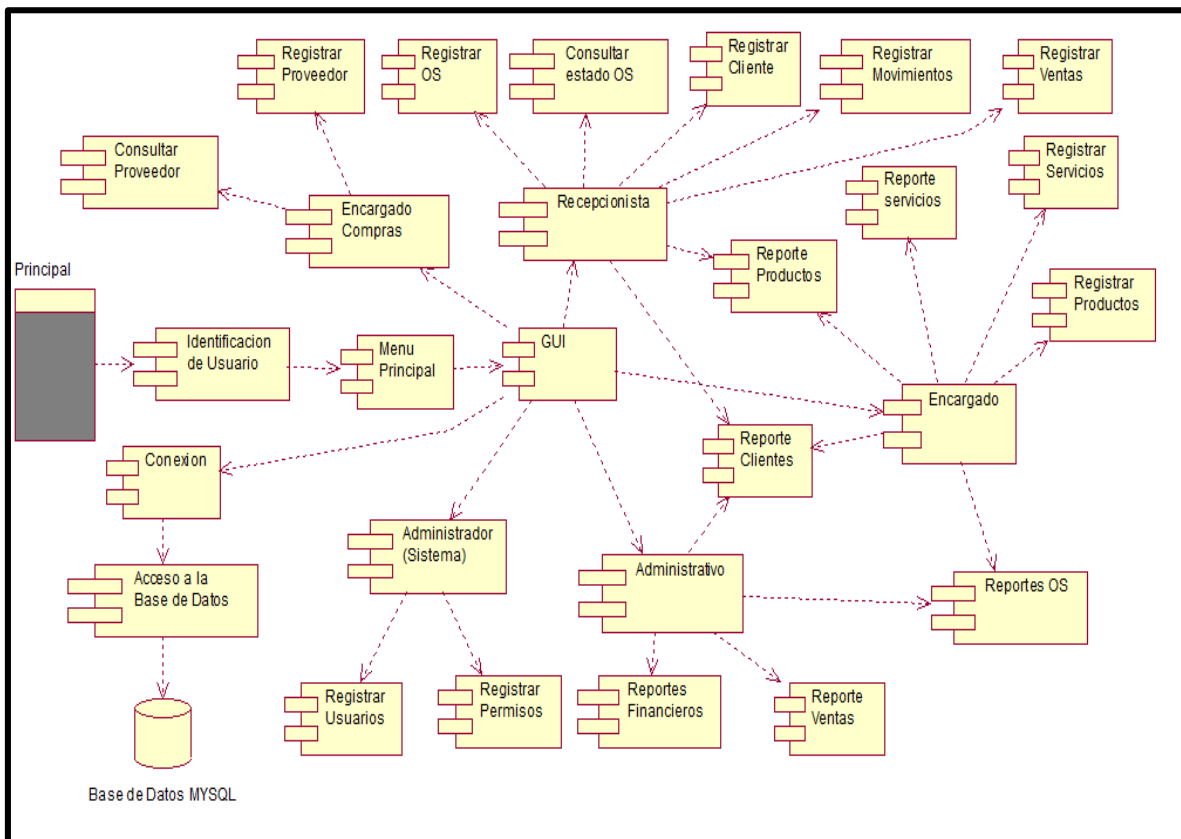 Registrar
Proveedor
Registrar
OS
Consultar
estado OS
Registrar
Cliente
Registrar
Movimientos
Registrar
Ventas
Consultar
Proveedor
Encargado
Compras
Recepcionista
Reporte
servicios
Registrar
Servicios
Reporte
Productos
Registrar
Productos
Principal
Identificacion
de Usuario
Menu
Principal
GUI
Encargado
Conexion
Reporte
Clientes
Administrador
(Sistema)
Administrativo
Acceso a la
Base de Datos
Reportes OS
Registrar
Usuarios
Registrar
Permisos
Reportes
Financieros
Reporte
Ventas
Base de Datos MYSQL